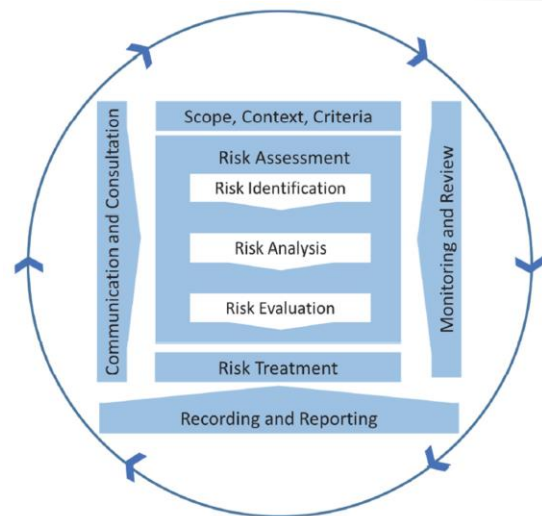 Scope, Context, Criteria
Risk Assessment
Risk Identification
Risk Analysis
Risk Evaluation
Risk Treatment
Recording and Reporting
Communication and Consultation
Monitoring and Review